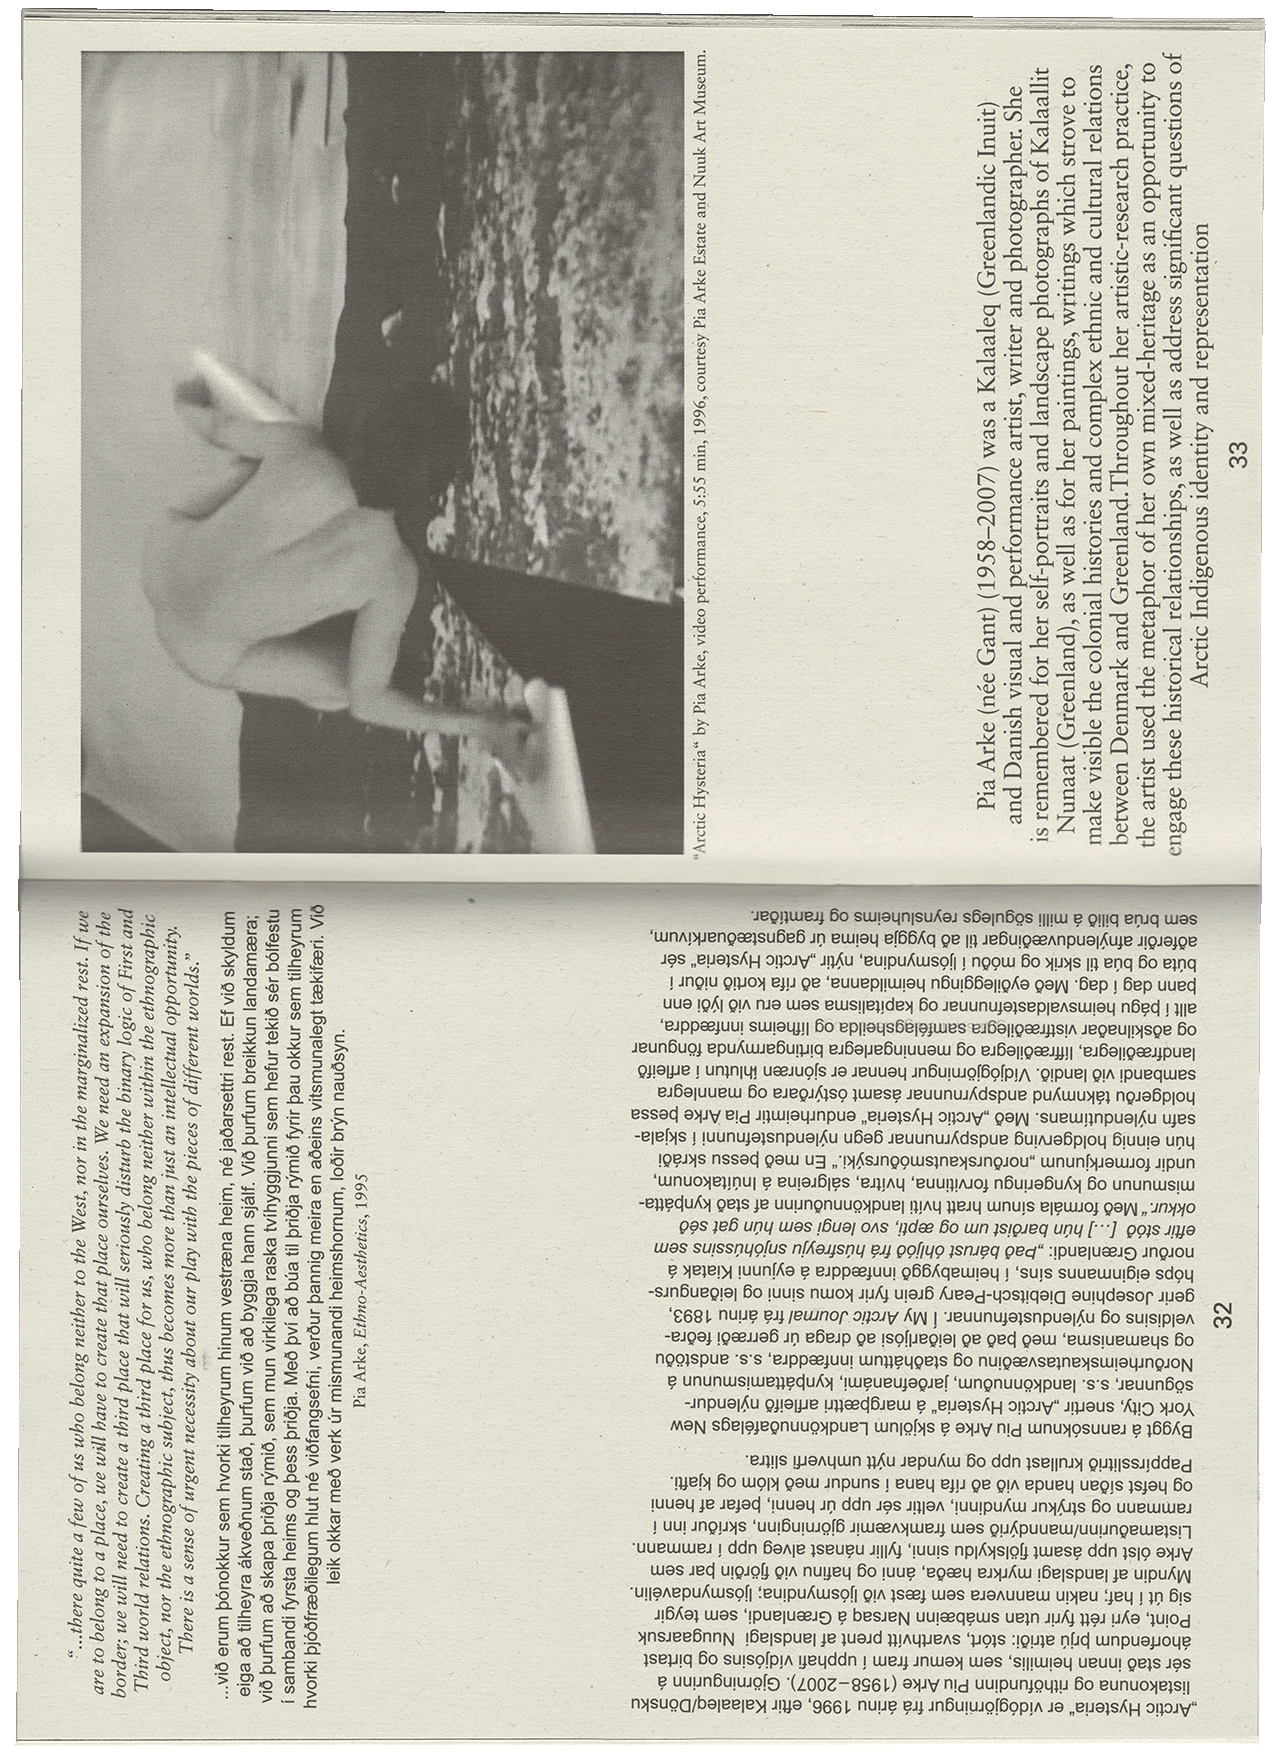 “...there quite a few of us who belong neither to the West, nor in the marginalized rest. If we
are to belong to a place, we will have to create that place ourselves. We need an expansion of the
border; we will need to create a third place that will seriously disturb the binary logic of First and
Third world relations. Creating a third place for us, who belong neither within the ethnographic
object, nor the ethnographic subject, thus becomes more than just an intellectual opportunity.
There is a sense of urgent necessity about our play with the pieces of different worlds.”
...við erum þónokkur sem hvorki tilheyrum hinum vestræna heim, né jaðarsettri rest. Ef við skyldum
eiga að tilheyra ákveðnum stað, þurfum við að byggja hann sjálf. Við þurfum breikkun landamæra;
við þurfum að skapa þriðja rýmið, sem mun virkilega raska tvíhyggjunni sem hefur tekið sér bólfestu
í sambandi fyrsta heims og þess þriðja. Með því að búa til þriðja rýmið fyrir þau okkur sem tilheyrum
hvorki þjóðfræðilegum hlut né viðfangsefni, verður þannig meira en aðeins vitsmunalegt tækifæri. Við
leik okkar með verk úr mismunandi heimshornum, loðir brýn nauðsyn.
Pia Arke, Ethno-Aesthetics, 1995
„Arctic Hysteria“ er vídógjörningur frá árinu 1996, eftir Kalaaleq/Dönsku
listakonuna og rithöfundinn Piu Arke (1958–2007). Gjörningurinn á
sér stað innan heimilis, sem kemur fram í upphafi vídjósins og birtast
áhorfendum þrjú atriði: stórt, svarthvítt prent af landslagi Nuugaarsuk
Point, eyri rétt fyrir utan smábæinn Narsaq á Grænlandi, sem teygir
sig út í haf; nakin mannvera sem fæst við ljósmyndina; ljósmyndavélin.
Myndin af landslagi myrkra hæða, ánni og hafinu við fjörðin þar sem
Arke ólst upp ásamt fjölskyldu sinni, fyllir nánast alveg upp í rammann.
Listamaðurinn/manndýrið sem framkvæmir gjörninginn, skríður inn í
rammann og strýkur myndinni, veltir sér upp úr henni, þefar af henni
og hefst síðan handa við að rífa hana í sundur með klóm og kjafti.
Pappírsslitrið krullast upp og myndar nýtt umhverfi slitra.
Byggt á rannsóknum Piu Arke á skjölum Landkönnuðafélags New
York City, snertir „Arctic Hysteria“ á margþættri arfleifð nýlendur-
sögunnar, s.s. landkönnuðum, jarðefnanámi, kynþáttamismunun á
Norðurheimskautasvæðinu og staðháttum innfæddra, s.s. andstöðu
og shamanisma, með það að leiðarljósi að draga úr gerræði feðra-
veldisins og nýlendustefnunnar. Í My Arctic Journal frá árinu 1893,
gerir Josephine Diebitsch-Peary grein fyrir komu sinni og leiðangurs-
hóps eiginmanns síns, í heimabyggð innfæddra á eyjunni Kiatak á
norður Grænlandi: „Það bárust óhljóð frá húsfreyju snjóhússins sem
eftir stóð [...] hún barðist um og æpti, svo lengi sem hún gat séð
okkur.“ Með formála sínum hratt hvíti landkönnuðurinn af stað kynþátta-
mismunun og kyngeringu forvitinna, hvítra, sálgreina á Inúítakonum,
undir formerkjunum „norðurskautsmóðursýki.“ En með þessu skráði
hún einnig holdgerving andspyrnunnar gegn nýlendustefnunni í skjala-
safn nýlendutímans. Með „Arctic Hysteria“ endurheimtir Pia Arke þessa
holdgerðu táknmynd andspyrnunnar ásamt óstýrðara og mannlegra
sambandi við landið. Vídjógjörningur hennar er sjónræn íhlutun í arfleifð
landfræðilegra, líffræðilegra og menningarlegra birtingarmynda föngunar
og aðskilnaðar vistfræðilegra samfélagsheilda og lífheims innfæddra,
allt í þágu heimsvaldastefnunnar og kapítalisma sem eru við lýði enn
þann dag í dag. Með eyðileggingu heimildanna, að rífa kortið niður í
búta og búa til skrik og móðu í ljósmyndina, nýtir „Arctic Hysteria“ sér
aðferðir afnýlenduvæðingar til að byggja heima úr gagnstæðuarkívum,
sem brúa bilið á milli sögulegs reynsluheims og framtíðar.
32
“Arctic Hysteria“ by Pia Arke, video performance, 5:55 min, 1996, courtesy Pia Arke Estate and Nuuk Art Museum.
Pia Arke (née Gant) (1958–2007) was a Kalaaleq (Greenlandic Inuit)
and Danish visual and performance artist, writer and photographer. She
is remembered for her self-portraits and landscape photographs of Kalaallit
Nunaat (Greenland), as well as for her paintings, writings which strove to
make visible the colonial histories and complex ethnic and cultural relations
between Denmark and Greenland.Throughout her artistic-research practice,
the artist used the metaphor of her own mixed-heritage as an opportunity to
engage these historical relationships, as well as address significant questions of
Arctic Indigenous identity and representation
33